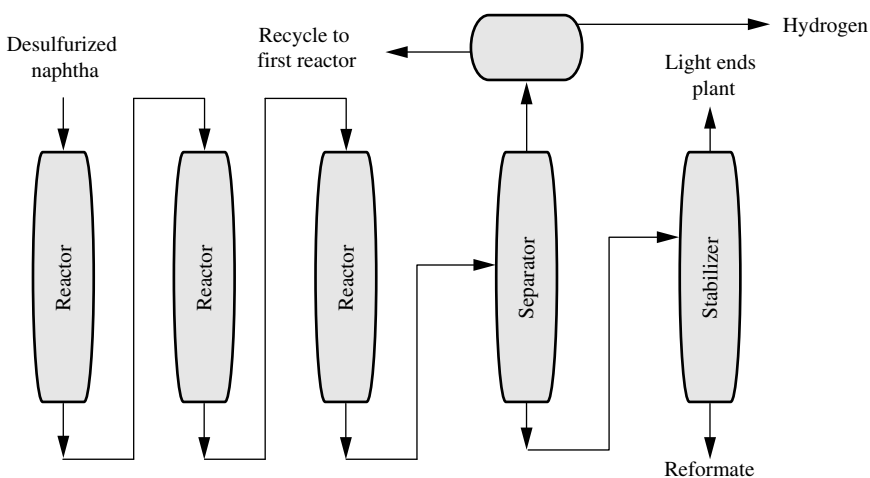 Desulfurized
naphtha
Recycle to
first reactor
Hydrogen
Light ends
plant
Reactor
Reactor
Reactor
Separator
Stabilizer
Reformate